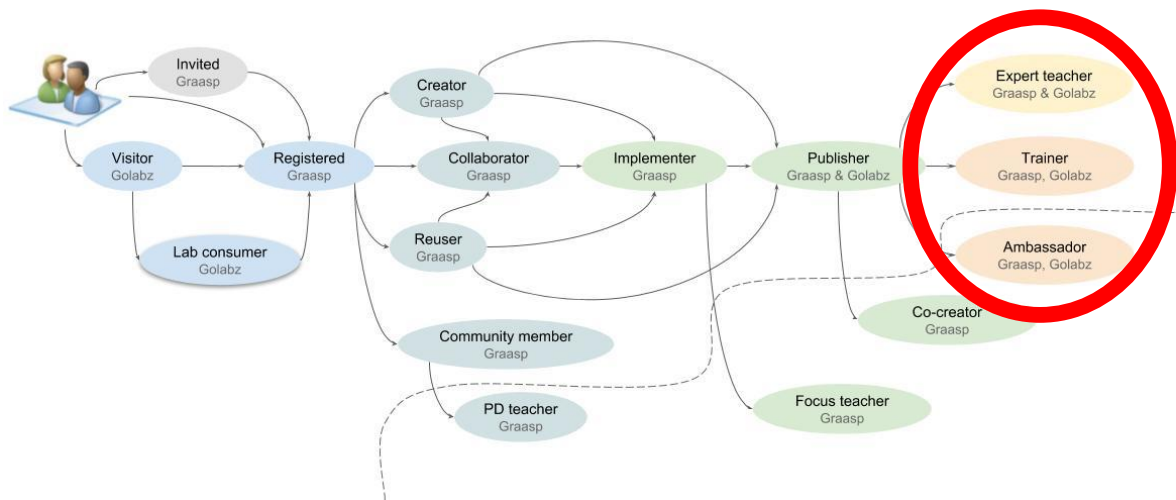 Invited
Graasp
Visitor
Golabz
Lab consumer
Golabz
Registered
Graasp
Creator
Graasp
Collaborator
Graasp
Reuser
Graasp
Community member
Graasp
PD teacher
Graasp
Implementer
Graasp
Publisher
Graasp & Golabz
Focus teacher
Graasp
Co-creator
Graasp
Expert teacher
Graasp & Golabz
Trainer
Graasp, Golabz
Ambassador
Graasp, Golabz